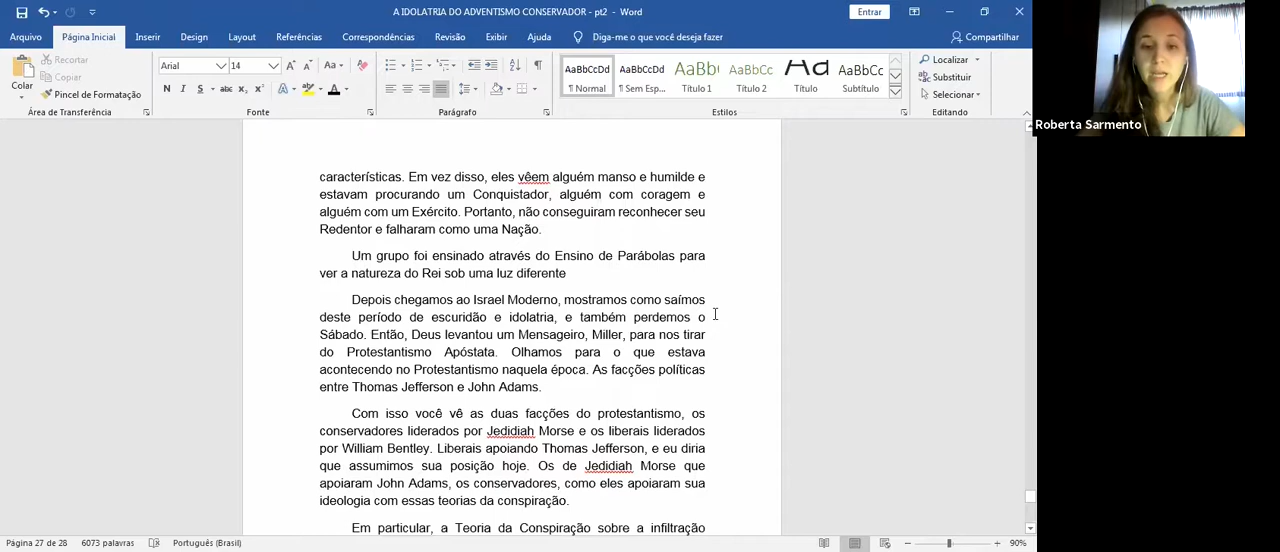 A IDOLATRIA DO ADVENTISMO CONSERVADOR - pt2 - Word
Entrar
Arquivo Página Inicial Inserir Design Layout Referências Correspondências Revisão Exibir Ajuda Diga-me o que você deseja fazer Compartilhar
Colar
Recortar
Copiar
Pincel de Formatação
Área de Transferência
Arial 14
N I S abc
Fonte
Parágrafo
AaBbCcDd AaBbCcDd AaBbCc AaBbCc AaBbCc
¶ Normal ¶ Sem Esp... Título 1 Título 2 Título Subtítulo
Estilos
Localizar
Substituir
Selecionar
Editando
Roberta Sarmento
características. Em vez disso, eles vêem alguém manso e humilde e
estavam procurando um Conquistador, alguém com coragem e
alguém com um Exército. Portanto, não conseguiram reconhecer seu
Redentor e falharam como uma Nação.
Um grupo foi ensinado através do Ensino de Parábolas para
ver a natureza do Rei sob uma luz diferente
Depois chegamos ao Israel Moderno, mostramos como saímos
deste período de escuridão e idolatria, e também perdemos o
Sábado. Então, Deus levantou um Mensageiro, Miller, para nos tirar
do Protestantismo Apóstata. Olhamos para o que estava
acontecendo no Protestantismo naquela época. As facções políticas
entre Thomas Jefferson e John Adams.
Com isso você vê as duas facções do protestantismo, os
conservadores liderados por Jedidiah Morse e os liberais liderados
por William Bentley. Liberais apoiando Thomas Jefferson, e eu diria
que assumimos sua posição hoje. Os de Jedidiah Morse que
apoiaram John Adams, os conservadores, como eles apoiaram sua
ideologia com essas teorias da conspiração.
Em particular, a Teoria da Conspiração sobre a infiltração
Página 27 de 28 6073 palavras Português (Brasil) 90%